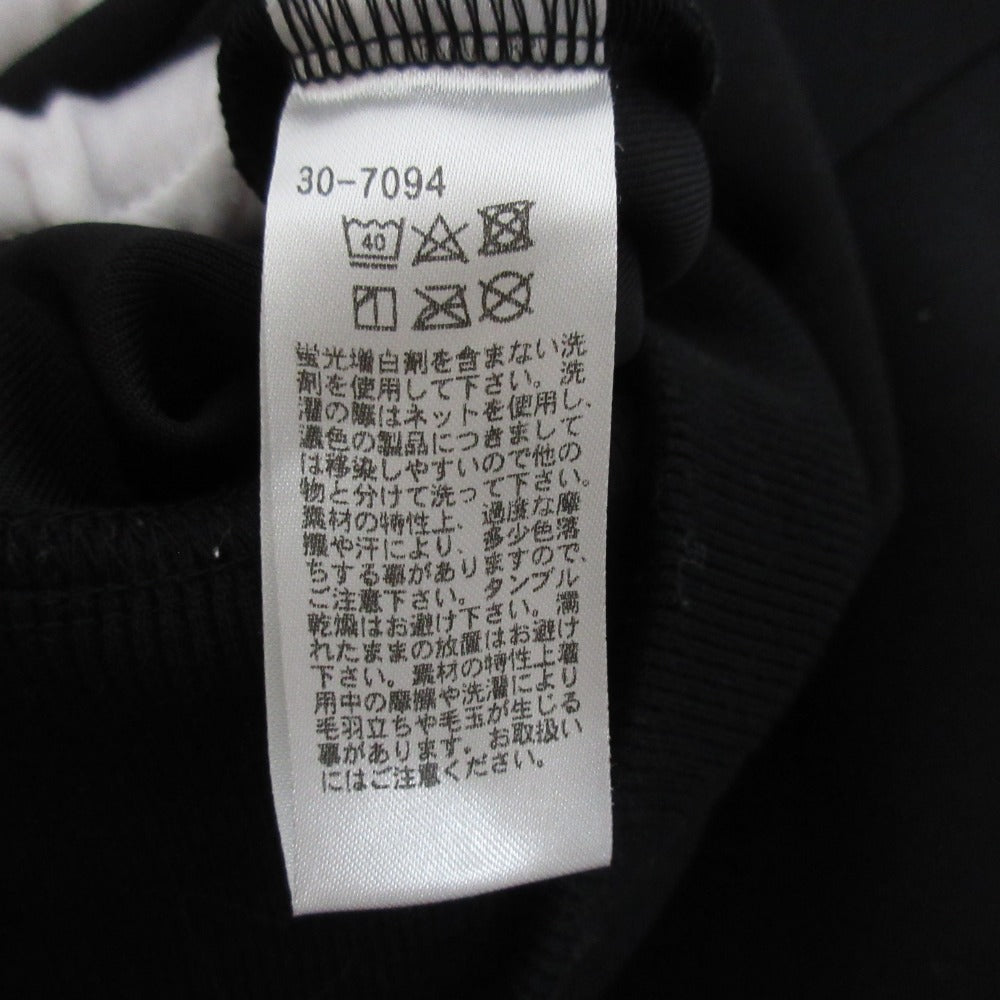 30-7094
40
蛍光増白剤を含まない洗
剤を使用して下さい。洗
濯の際はネットを使用し、
濃色の製品につきまして
は移染しやすいので他の
物と分けて洗って下さい。
素材の特性上、過度な摩
擦や汗により、多少色落
ちする事がありますので、
ご注意下さい。タンブル
乾燥はお避け下さい。濡
れたままの放置はお避け
下さい。素材の特性上着
用中の摩擦や洗濯により
毛羽立ちや毛玉が生じる
事があります。お取扱い
にはご注意ください。